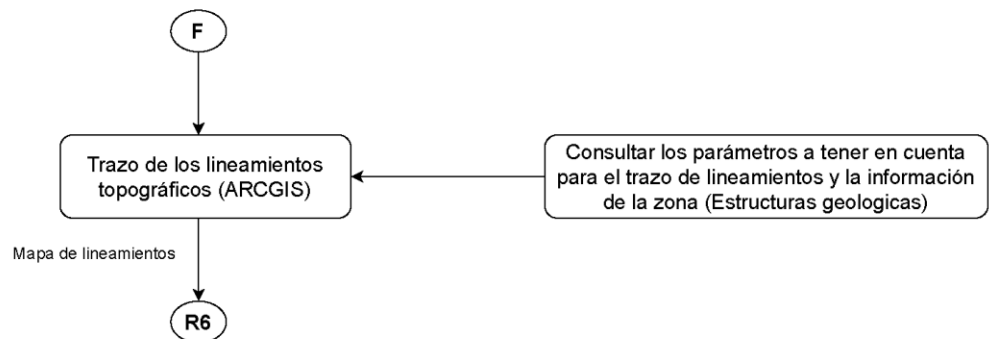 F
Trazo de los lineamientos
topográficos (ARCGIS)
Consultar los parámetros a tener en cuenta
para el trazo de lineamientos y la información
de la zona (Estructuras geologicas)
Mapa de lineamientos
R6